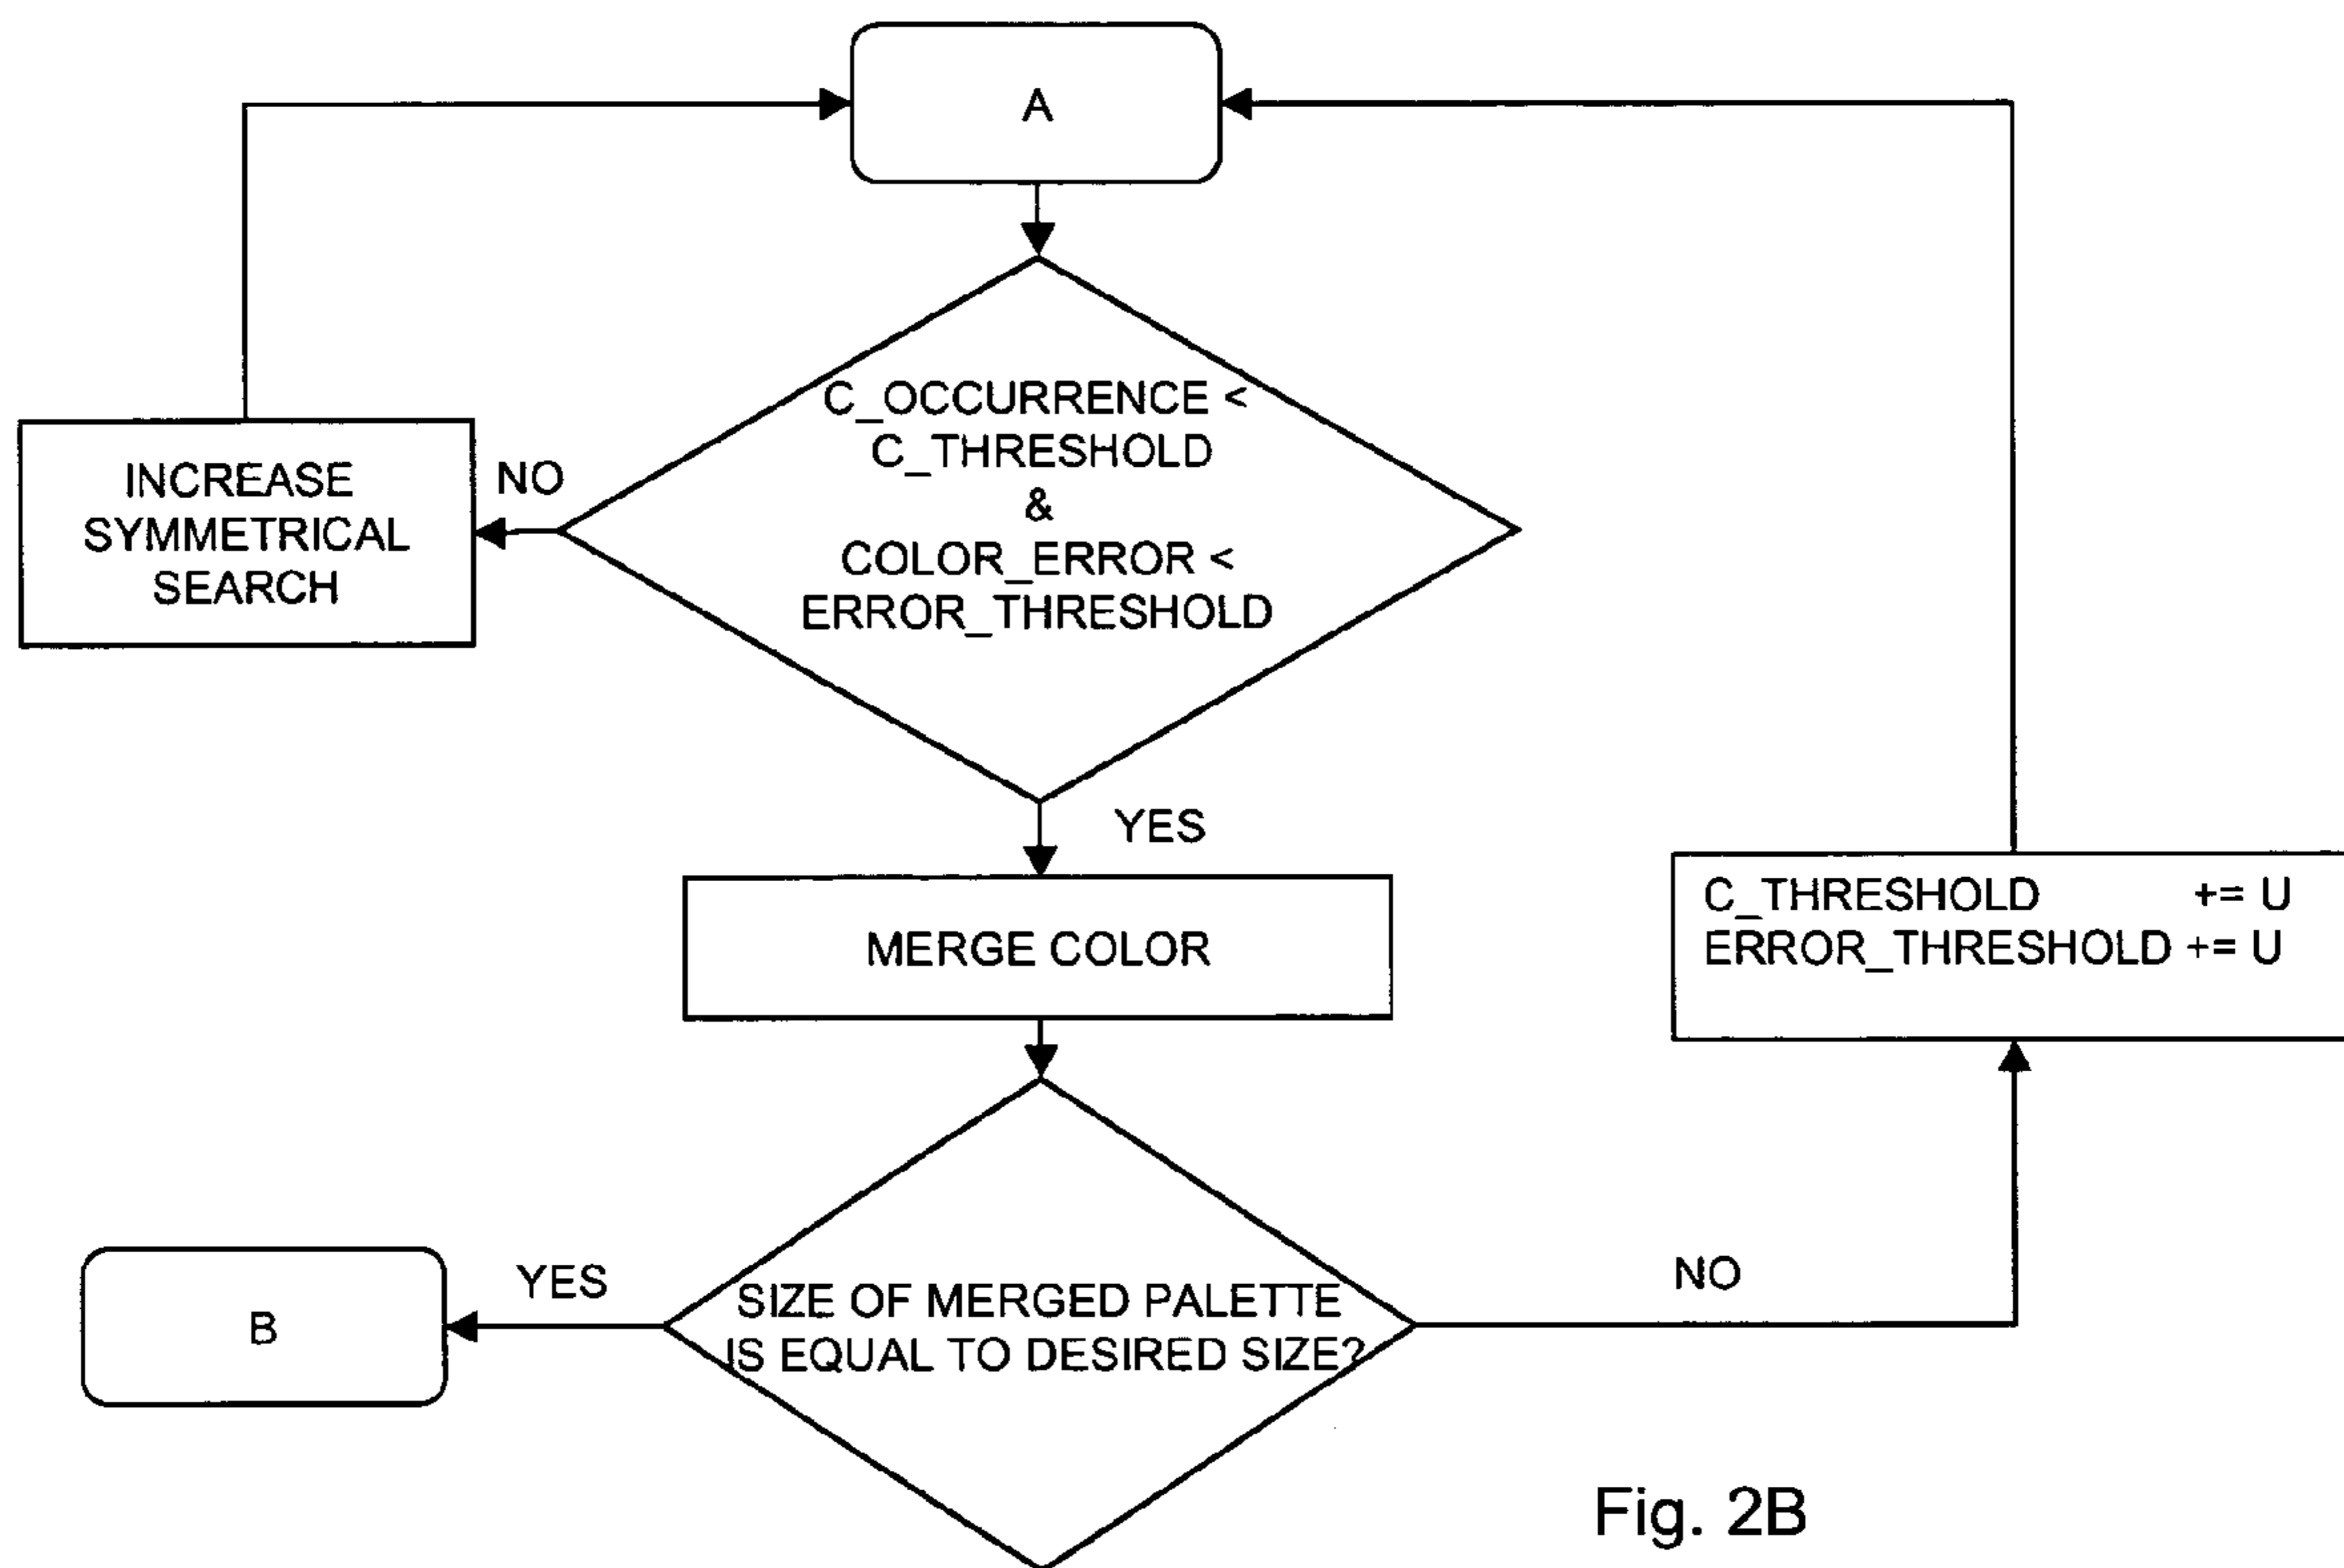 A
C_OCCURRENCE <
C_THRESHOLD
&
COLOR_ERROR <
ERROR_THRESHOLD
NO
INCREASE
SYMMETRICAL
SEARCH
YES
MERGE COLOR
C_THRESHOLD += U
ERROR_THRESHOLD += U
SIZE OF MERGED PALETTE
IS EQUAL TO DESIRED SIZE?
YES
B
NO
Fig. 2B